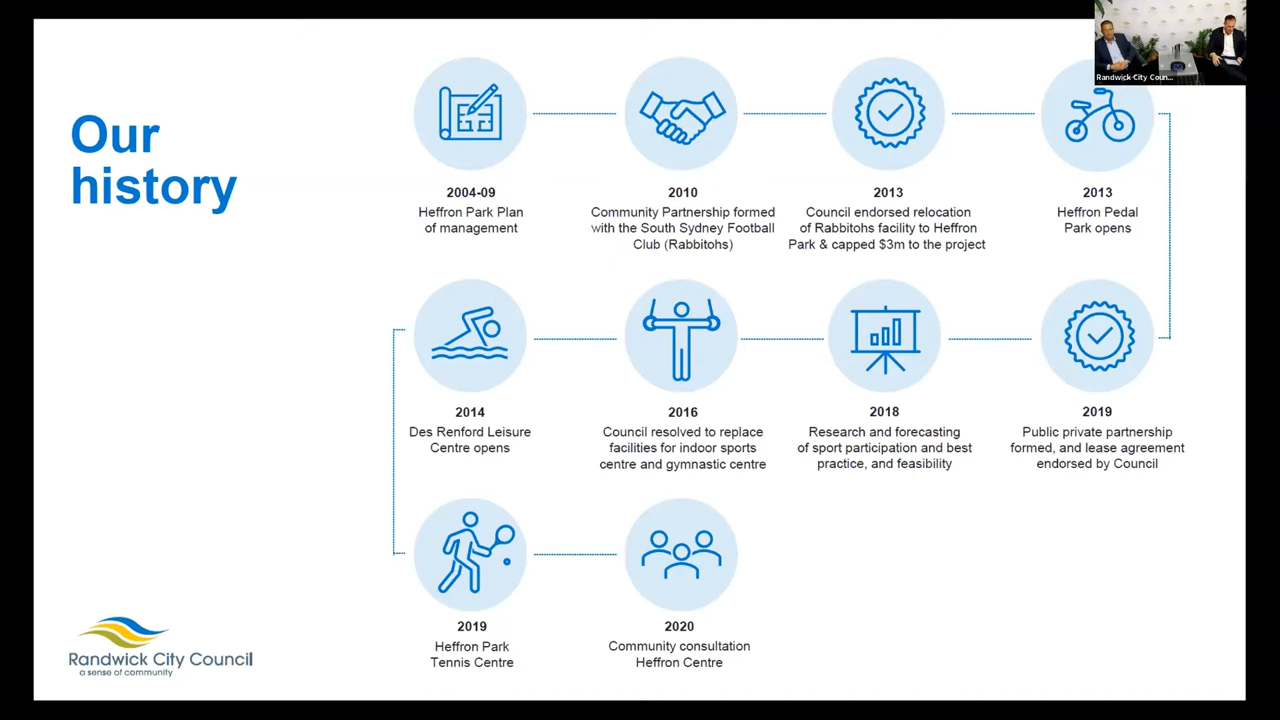 Our
history
Randwick City Coun...
2004-09
Heffron Park Plan
of management
2010
Community Partnership formed
with the South Sydney Football
Club (Rabbitohs)
2013
Council endorsed relocation
of Rabbitohs facility to Heffron
Park & capped $3m to the project
2013
Heffron Pedal
Park opens
2014
Des Renford Leisure
Centre opens
2016
Council resolved to replace
facilities for indoor sports
centre and gymnastic centre
2018
Research and forecasting
of sport participation and best
practice, and feasibility
2019
Public private partnership
formed, and lease agreement
endorsed by Council
2019
Heffron Park
Tennis Centre
2020
Community consultation
Heffron Centre
Randwick City Council
a sense of community